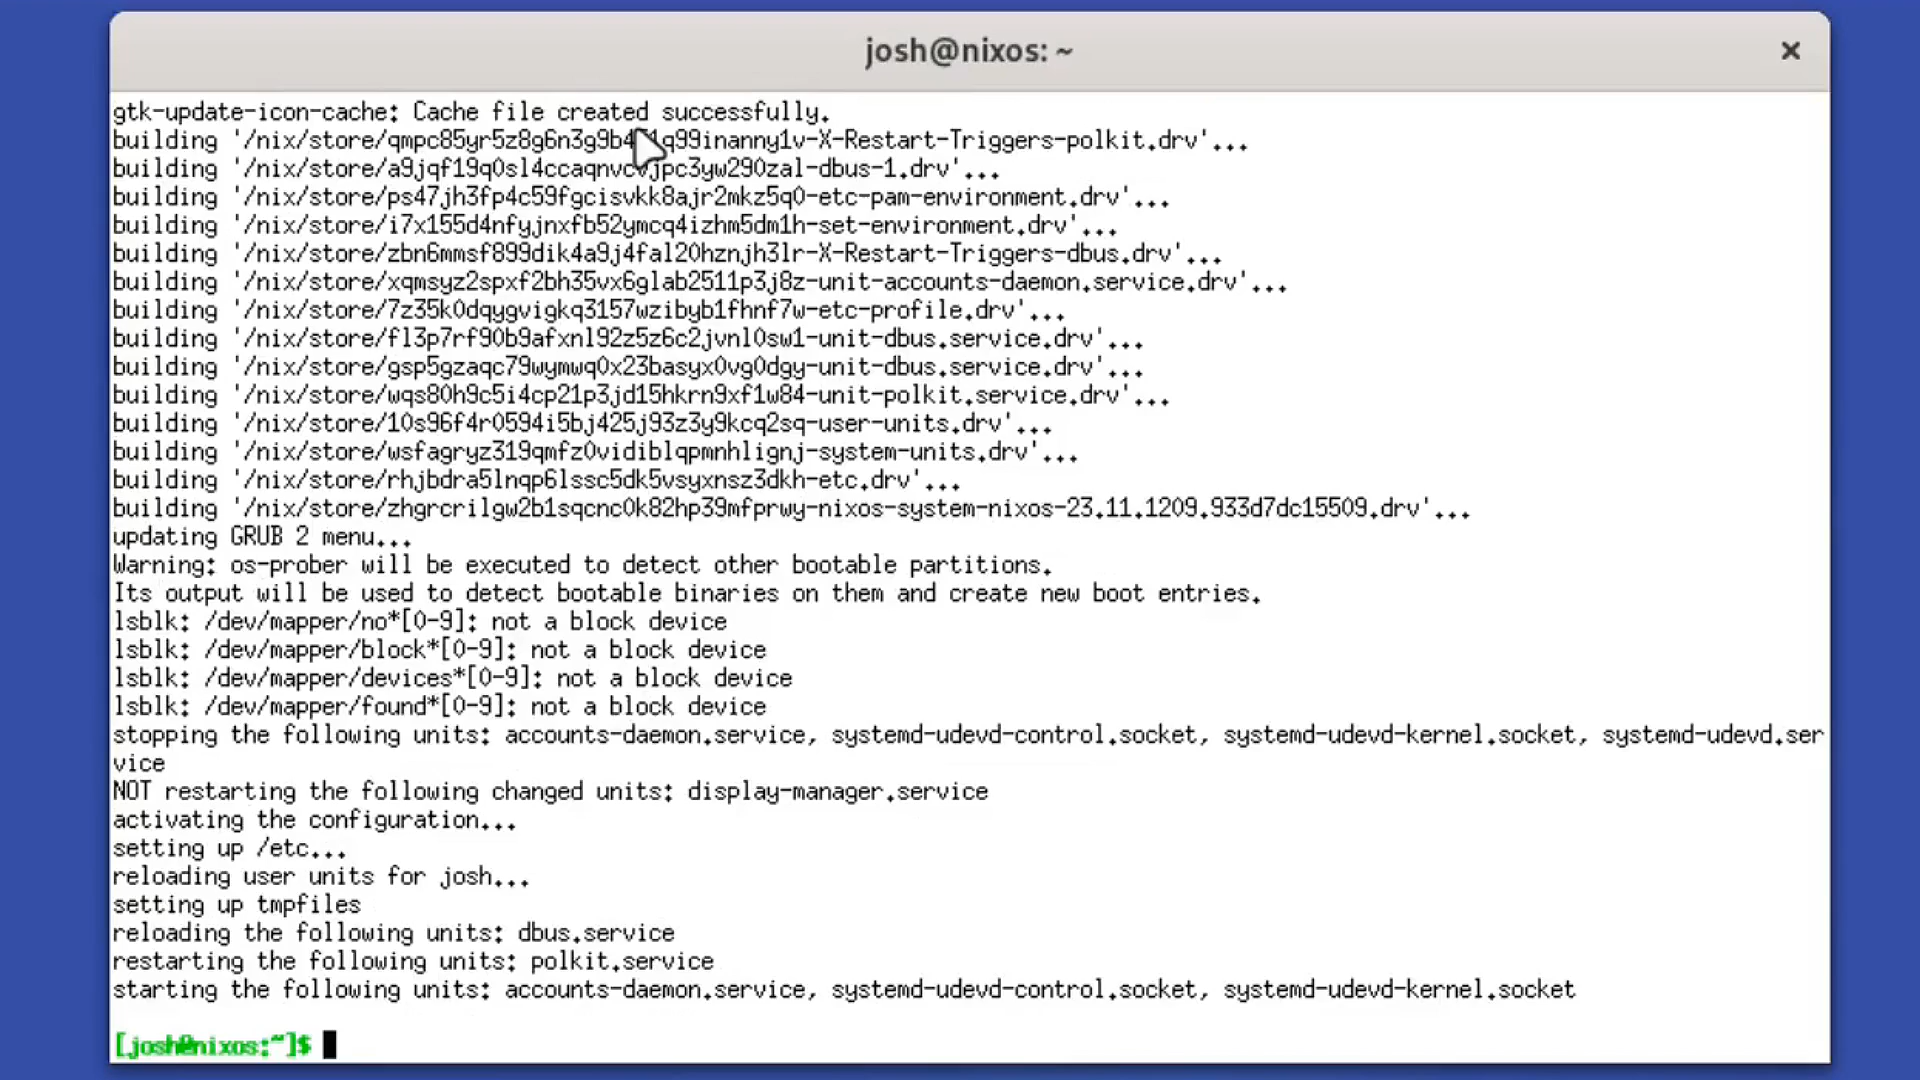 josh@nixos: ~
gtk-update-icon-cache: Cache file created successfully.
building '/nix/store/ -X-Restart-Triggers-polkit.drv'...
building '/nix/store/ -dbus-1.drv'...
building '/nix/store/ps47jh3fp4c59fgcisvkk8ajr2mkz5q0-etc-pam-environment.drv'...
building '/nix/store/i7x155d4nfyjnxfb52ymcq4izhm5dm1h-set-environment.drv'...
building '/nix/store/zbn6mmsf899dik4a9j4fal20hznjh3lr-X-Restart-Triggers-dbus.drv'...
building '/nix/store/xqmsyz2spxf2bh35vx6glab2511p3j8z-unit-accounts-daemon.service.drv'...
building '/nix/store/7z35k0dqygvigkq3157wzibyb1fhnf7w-etc-profile.drv'...
building '/nix/store/fl3p7rf90b9afxnl92z5z6c2jvnl0sw1-unit-dbus.service.drv'...
building '/nix/store/gsp5gzaqc79wymwq0x23basyx0vg0dgy-unit-dbus.service.drv'...
building '/nix/store/wqs80h9c5i4cp21p3jd15hkrn9xf1w84-unit-polkit.service.drv'...
building '/nix/store/10s96f4r0594i5bj425j93z3y9kcq2sq-user-units.drv'...
building '/nix/store/wsfagryz319qmfz0vidiblqpmnhlignj-system-units.drv'...
building '/nix/store/rhjbdra5lnqp6lssc5dk5vsyxnsz3dkh-etc.drv'...
building '/nix/store/zhgrcrilgw2b1sqcnc0k82hp39mfprwy-nixos-system-nixos-23.11.1209.933d7dc15509.drv'...
updating GRUB 2 menu...
Warning: os-prober will be executed to detect other bootable partitions.
Its output will be used to detect bootable binaries on them and create new boot entries.
lsblk: /dev/mapper/no*[0-9]: not a block device
lsblk: /dev/mapper/block*[0-9]: not a block device
lsblk: /dev/mapper/devices*[0-9]: not a block device
lsblk: /dev/mapper/found*[0-9]: not a block device
stopping the following units: accounts-daemon.service, systemd-udevd-control.socket, systemd-udevd-kernel.socket, systemd-udevd.ser
vice
NOT restarting the following changed units: display-manager.service
activating the configuration...
setting up /etc...
reloading user units for josh...
setting up tmpfiles
reloading the following units: dbus.service
restarting the following units: polkit.service
starting the following units: accounts-daemon.service, systemd-udevd-control.socket, systemd-udevd-kernel.socket
[josh@nixos:~]$